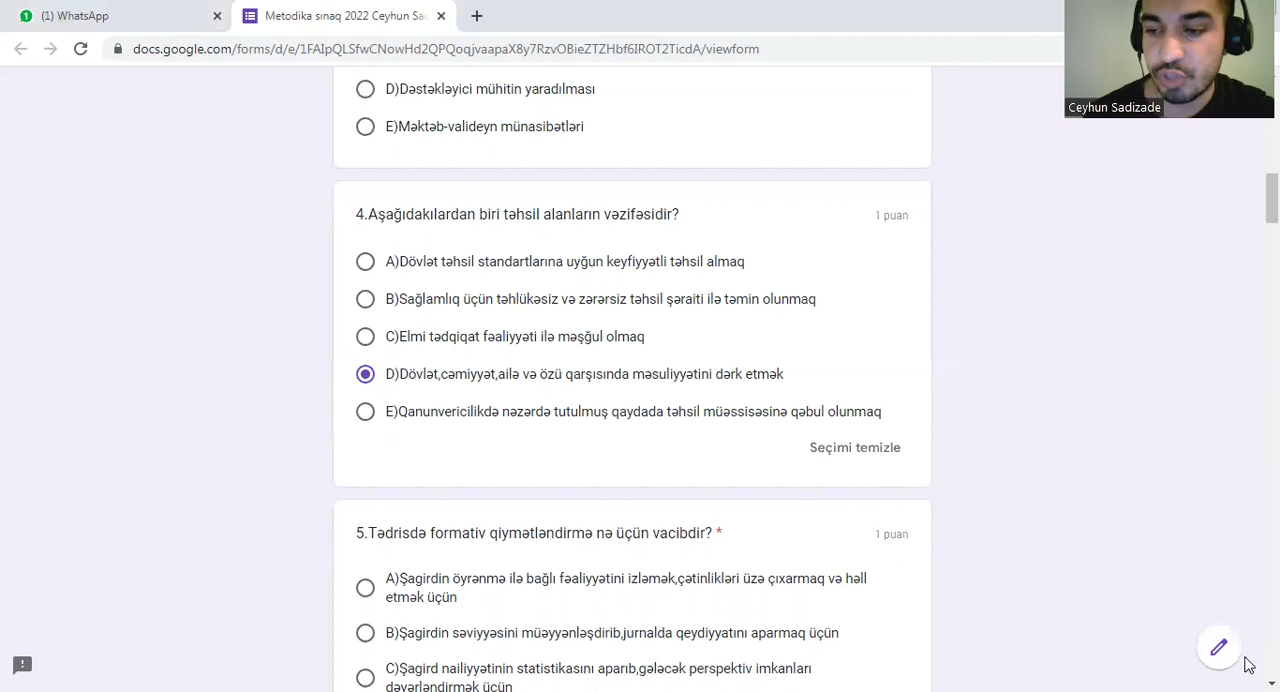 (1) WhatsApp
Metodika sınaq 2022 Ceyhun Sad
docs.google.com/forms/d/e/1FAIpQLSfwCNowHd2QPQoqjvaapaX8y7RzvOBieZTZHbf6IROT2TicdA/viewform
Ceyhun Sadizade
D)Dəstəkləyici mühitin yaradılması
E)Məktəb-valideyn münasibətləri
4.Aşağıdakılardan biri təhsil alanların vəzifəsidir?
1 puan
A)Dövlət təhsil standartlarına uyğun keyfiyyətli təhsil almaq
B)Sağlamlıq üçün təhlükəsiz və zərərsiz təhsil şəraiti ilə təmin olunmaq
C)Elmi tədqiqat fəaliyyəti ilə məşğul olmaq
D)Dövlət,cəmiyyət,ailə və özü qarşısında məsuliyyətini dərk etmək
E)Qanunvericilikdə nəzərdə tutulmuş qaydada təhsil müəssisəsinə qəbul olunmaq
Seçimi temizle
5.Tədrisdə formativ qiymətləndirmə nə üçün vacibdir? *
1 puan
A)Şagirdin öyrənmə ilə bağlı fəaliyyətini izləmək,çətinlikləri üzə çıxarmaq və həll
etmək üçün
B)Şagirdin səviyyəsini müəyyənləşdirib,jurnalda qeydiyyatını aparmaq üçün
C)Şagird nailiyyətinin statistikasını aparıb,gələcək perspektiv imkanları
dəyərləndirmək üçün